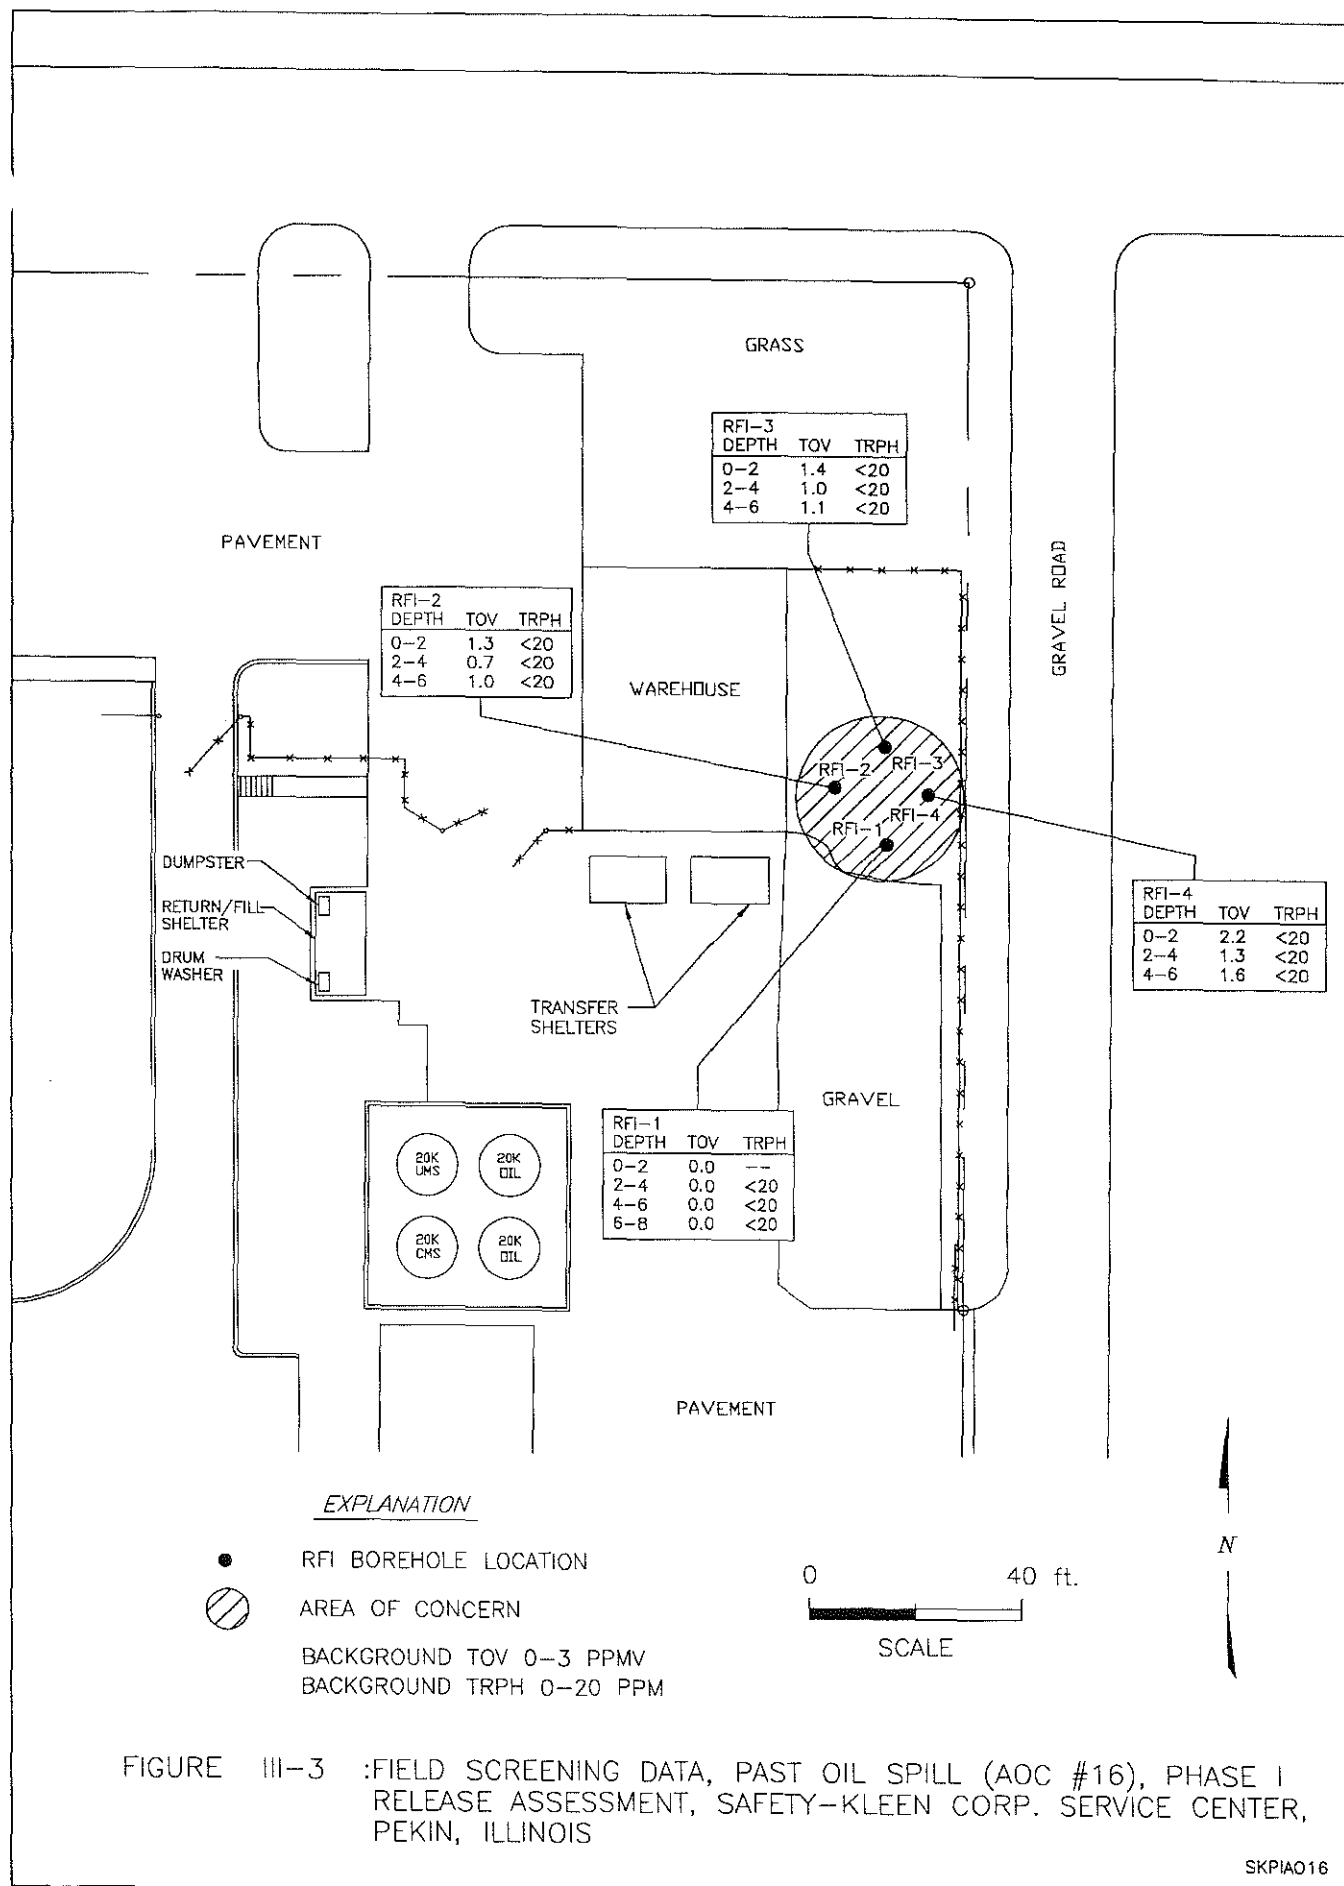 GRASS
RFI-3
DEPTH TOV TRPH
0-2 1.4 <20
2-4 1.0 <20
4-6 1.1 <20
PAVEMENT
GRAVEL ROAD
RFI-2
DEPTH TOV TRPH
0-2 1.3 <20
2-4 0.7 <20
4-6 1.0 <20
WAREHOUSE
RFI-2
RFI-3
RFI-4
RFI-1
DUMPSTER
RETURN/FILL
SHELTER
DRUM
WASHER
RFI-4
DEPTH TOV TRPH
0-2 2.2 <20
2-4 1.3 <20
4-6 1.6 <20
TRANSFER
SHELTERS
GRAVEL
RFI-1
DEPTH TOV TRPH
0-2 0.0 --
2-4 0.0 <20
4-6 0.0 <20
6-8 0.0 <20
20K
UMS
20K
OIL
20K
CMS
20K
OIL
PAVEMENT
EXPLANATION
RFI BOREHOLE LOCATION
AREA OF CONCERN
BACKGROUND TOV 0-3 PPMV
BACKGROUND TRPH 0-20 PPM
0 40 ft.
SCALE
N
FIGURE III-3 :FIELD SCREENING DATA, PAST OIL SPILL (AOC #16), PHASE I
RELEASE ASSESSMENT, SAFETY-KLEEN CORP. SERVICE CENTER,
PEKIN, ILLINOIS
SKPIAO16